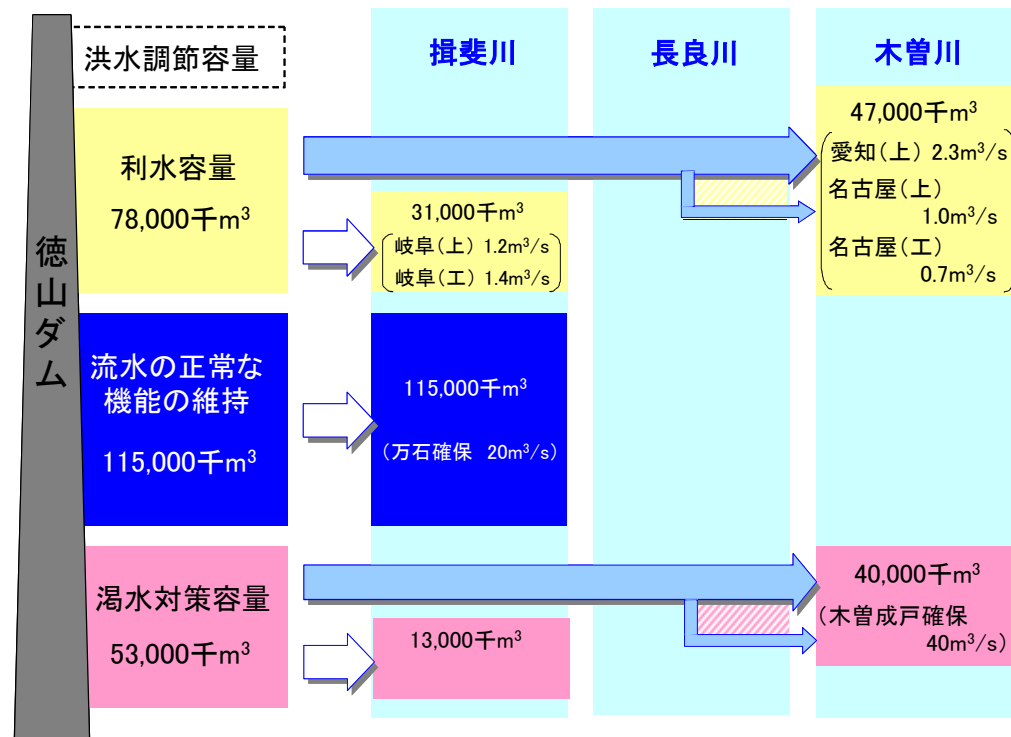 徳山ダム
洪水調節容量
揖斐川
長良川
木曽川
利水容量
78,000千m³
31,000千m³
岐阜(上) 1.2m³/s
岐阜(工) 1.4m³/s
47,000千m³
愛知(上) 2.3m³/s
名古屋(上)
1.0m³/s
名古屋(工)
0.7m³/s
流水の正常な
機能の維持
115,000千m³
115,000千m³
(万石確保 20m³/s)
渇水対策容量
53,000千m³
13,000千m³
40,000千m³
(木曽成戸確保
40m³/s)